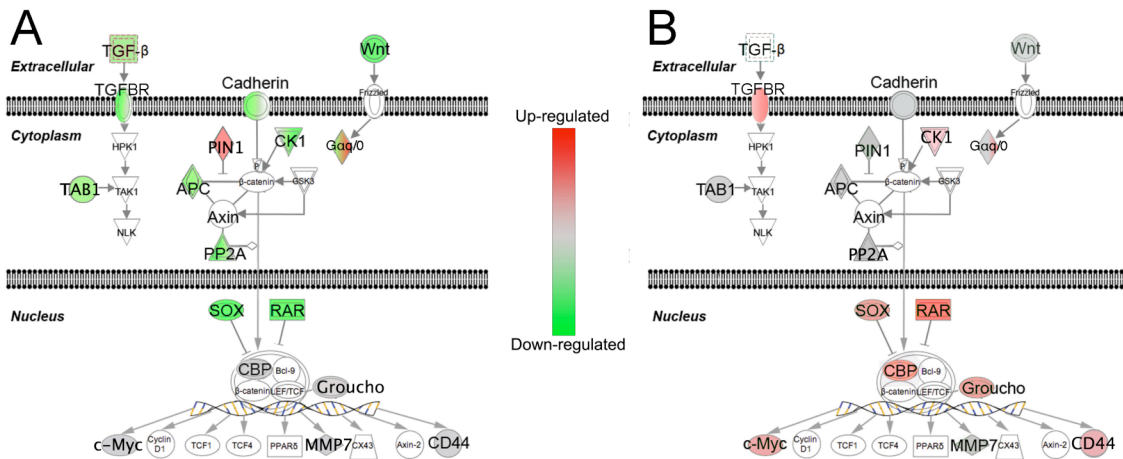 A
TGF-β
Wnt
Extracellular
TGFBR
Cadherin
Frizzled
Cytoplasm
PIN1
CK1
Gαq/0
HPK1
P
TAB1
TAK1
APC
β-catenin
GSK3
Axin
NLK
PP2A
Nucleus
SOX
RAR
CBP
Bcl-9
β-catenin
LEF/TCF
Groucho
c-Myc
Cyclin
D1
TCF1
TCF4
PPARδ
MMP7
CX43
Axin-2
CD44
Up-regulated
Down-regulated
B
TGF-β
Wnt
Extracellular
TGFBR
Cadherin
Frizzled
Cytoplasm
PIN1
CK1
Gαq/0
HPK1
P
TAB1
TAK1
APC
β-catenin
GSK3
Axin
NLK
PP2A
Nucleus
SOX
RAR
CBP
Bcl-9
β-catenin
LEF/TCF
Groucho
c-Myc
Cyclin
D1
TCF1
TCF4
PPARδ
MMP7
CX43
Axin-2
CD44